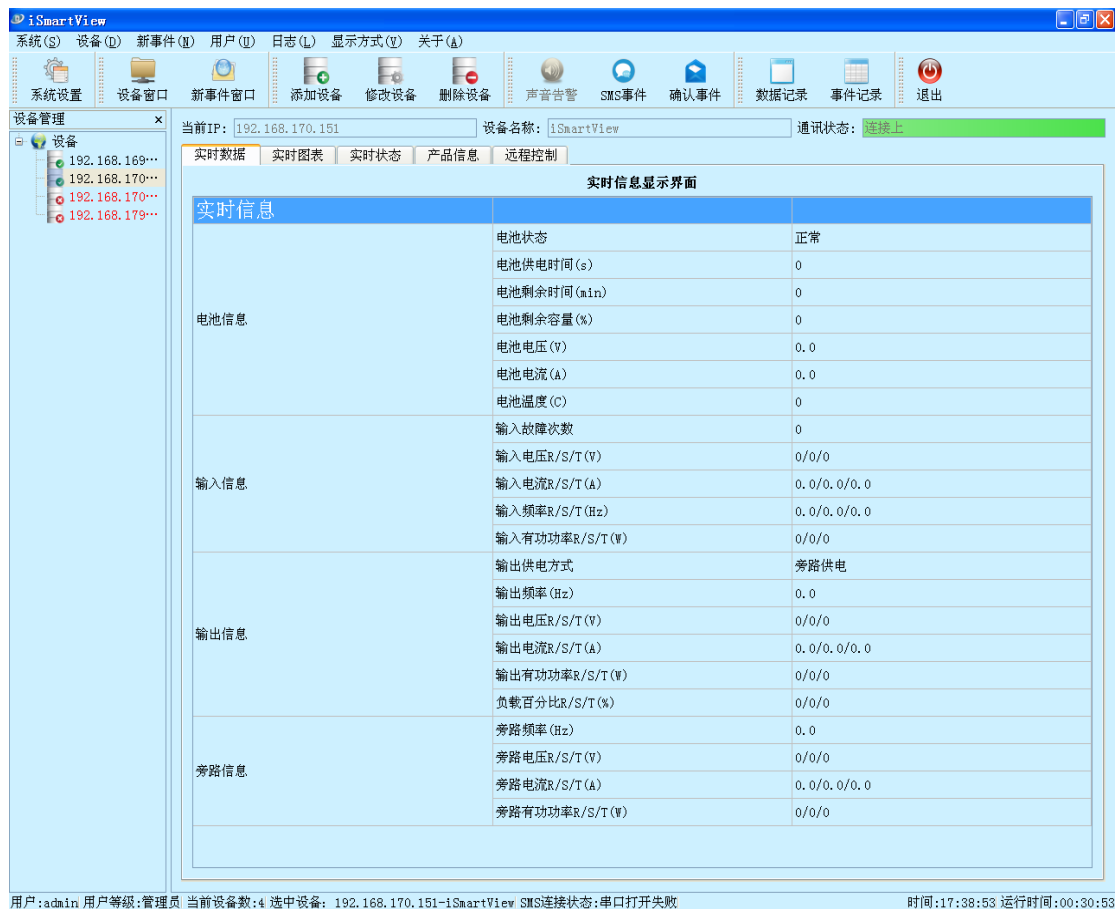 iSmartView
系统(S) 设备(D) 新事件(N) 用户(U) 日志(L) 显示方式(V) 关于(A)
系统设置 设备窗口 新事件窗口 添加设备 修改设备 删除设备 声音告警 SMS事件 确认事件 数据记录 事件记录 退出
设备管理
设备
192.168.169…
192.168.170…
192.168.170…
192.168.179…
当前IP: 192.168.170.151 设备名称: iSmartView 通讯状态: 连接上
实时数据 实时图表 实时状态 产品信息 远程控制
实时信息显示界面
实时信息
电池信息
电池状态 正常
电池供电时间(s) 0
电池剩余时间(min) 0
电池剩余容量(%) 0
电池电压(V) 0.0
电池电流(A) 0.0
电池温度(C) 0
输入信息
输入故障次数 0
输入电压R/S/T(V) 0/0/0
输入电流R/S/T(A) 0.0/0.0/0.0
输入频率R/S/T(Hz) 0.0/0.0/0.0
输入有功功率R/S/T(W) 0/0/0
输出信息
输出供电方式 旁路供电
输出频率(Hz) 0.0
输出电压R/S/T(V) 0/0/0
输出电流R/S/T(A) 0.0/0.0/0.0
输出有功功率R/S/T(W) 0/0/0
负载百分比R/S/T(%) 0/0/0
旁路信息
旁路频率(Hz) 0.0
旁路电压R/S/T(V) 0/0/0
旁路电流R/S/T(A) 0.0/0.0/0.0
旁路有功功率R/S/T(W) 0/0/0
用户:admin 用户等级:管理员 当前设备数:4 选中设备: 192.168.170.151-iSmartView SMS连接状态:串口打开失败 时间:17:38:53 运行时间:00:30:53